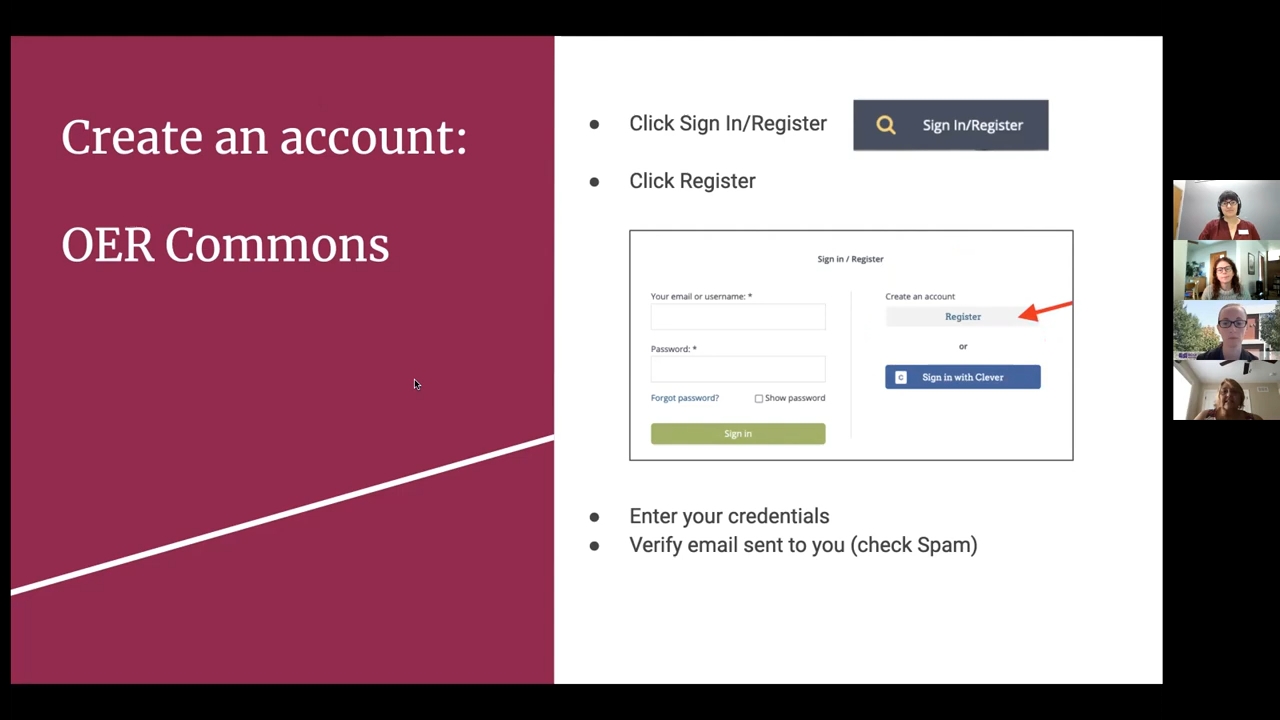 Create an account:
OER Commons
● Click Sign In/Register
Sign In/Register
● Click Register
Sign in / Register
Your email or username: *
Password: *
Forgot password?
Show password
Sign in
Create an account
Register
or
C
Sign in with Clever
● Enter your credentials
● Verify email sent to you (check Spam)